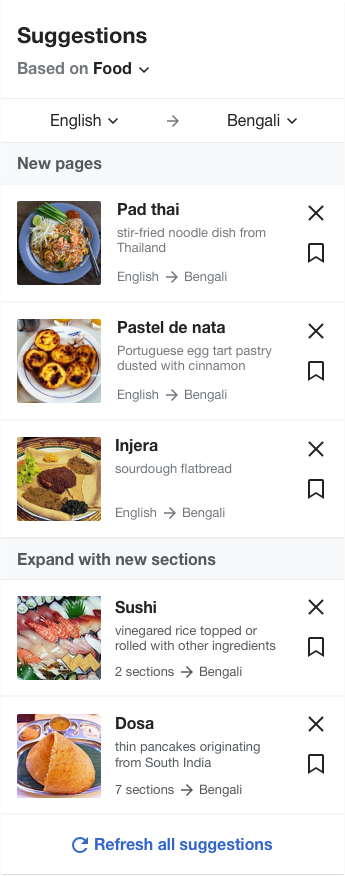 Suggestions
Based on Food
English → Bengali
New pages
Pad thai
stir-fried noodle dish from
Thailand
English → Bengali
Pastel de nata
Portuguese egg tart pastry
dusted with cinnamon
English → Bengali
Injera
sourdough flatbread
English → Bengali
Expand with new sections
Sushi
vinegared rice topped or
rolled with other ingredients
2 sections → Bengali
Dosa
thin pancakes originating
from South India
7 sections → Bengali
Refresh all suggestions